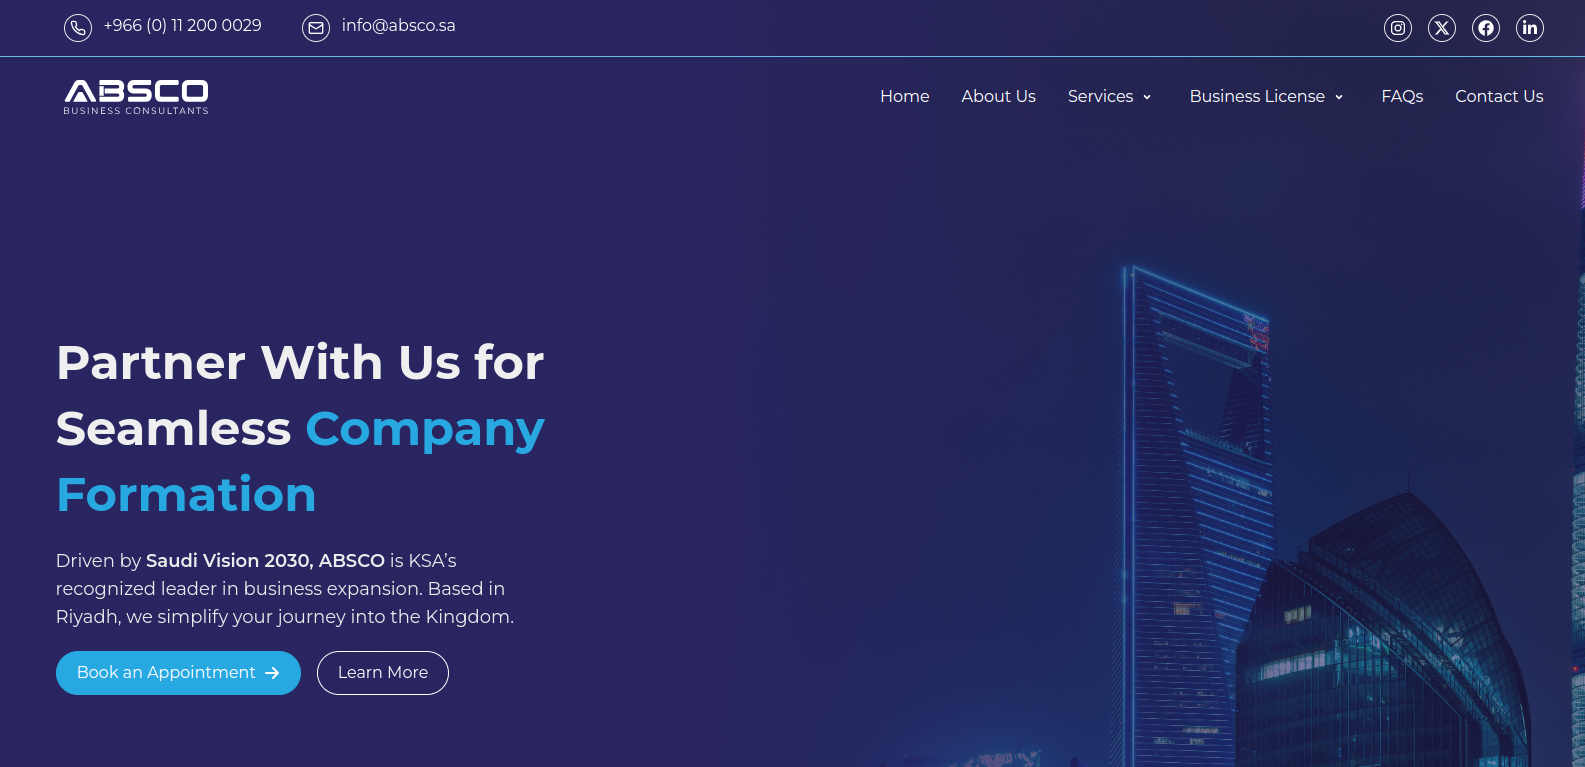 +966 (0) 11 200 0029
info@absco.sa
ABSCO
BUSINESS CONSULTANTS
Home
About Us
Services
Business License
FAQs
Contact Us
Partner With Us for
Seamless Company
Formation
Driven by Saudi Vision 2030, ABSCO is KSA’s
recognized leader in business expansion. Based in
Riyadh, we simplify your journey into the Kingdom.
Book an Appointment
Learn More